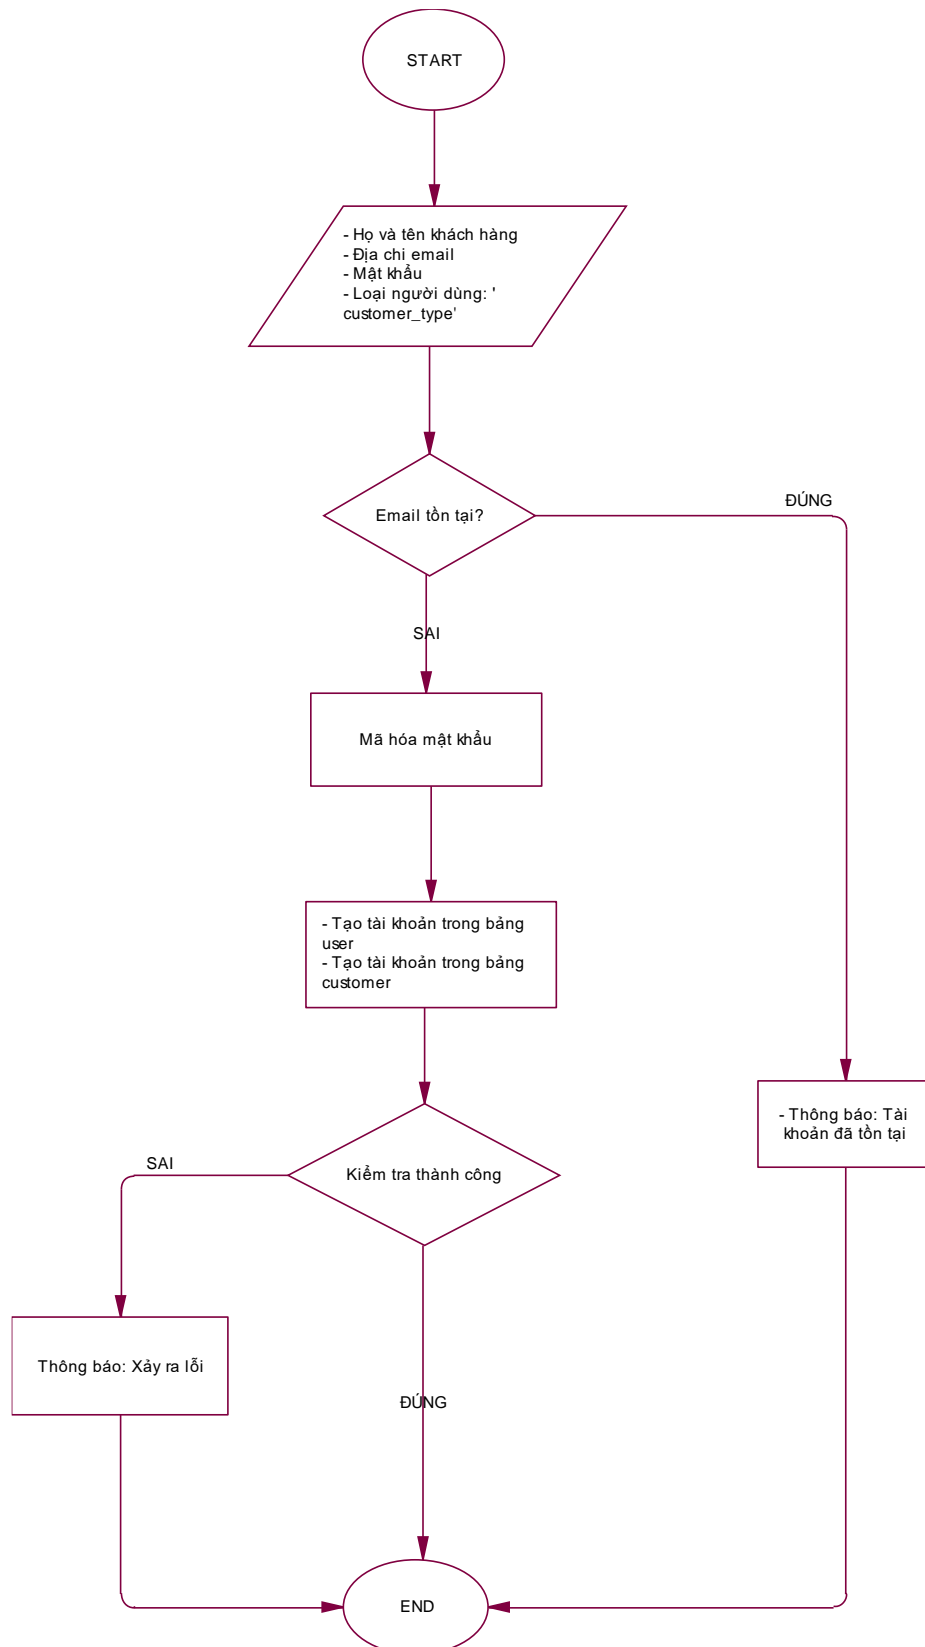 START
- Họ và tên khách hàng
- Địa chi email
- Mật khẩu
- Loại người dùng: '
customer_type'
Email tồn tại?
ĐÚNG
SAI
Mã hóa mật khẩu
- Tạo tài khoản trong bảng
user
- Tạo tài khoản trong bảng
customer
- Thông báo: Tài
khoản đã tồn tại
Kiểm tra thành công
SAI
Thông báo: Xảy ra lỗi
ĐÚNG
END